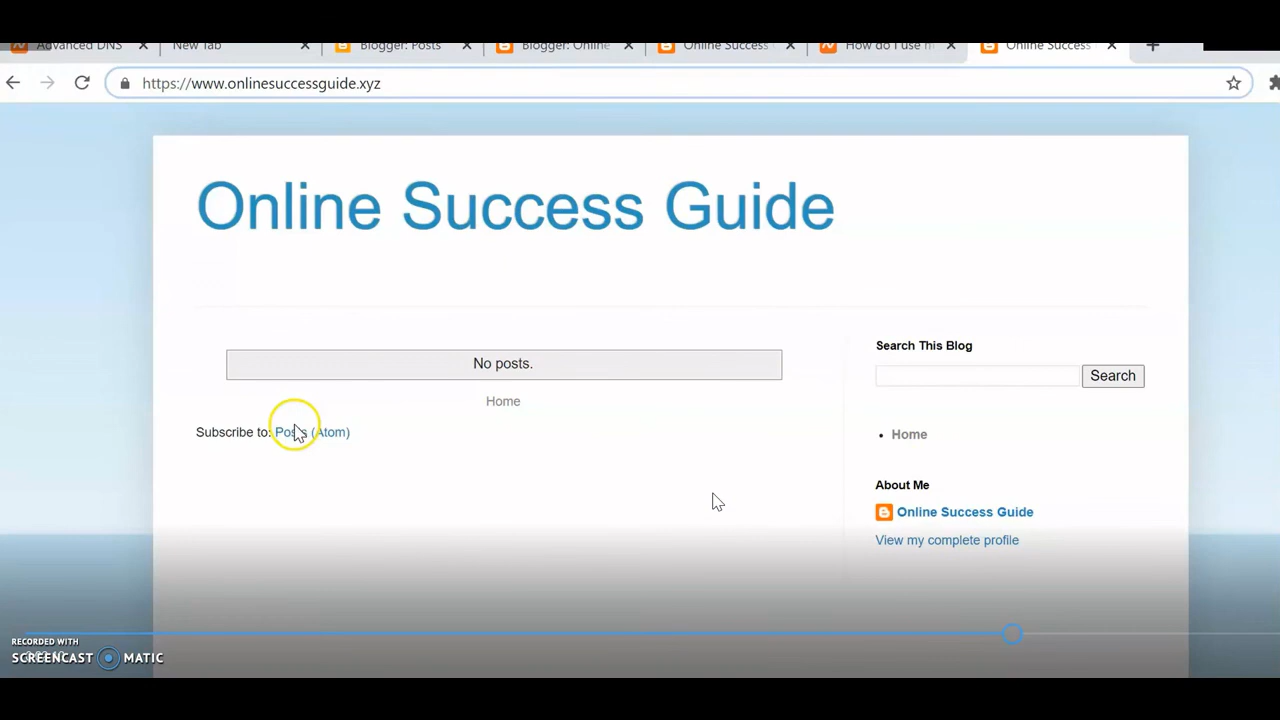 Advanced DNS
New Tab
Blogger: Posts
Blogger: Online
Online Success
How do I use
Online Success
https://www.onlinesuccessguide.xyz
Online Success Guide
No posts.
Home
Subscribe to: Posts (Atom)
Search This Blog
Search
Home
About Me
Online Success Guide
View my complete profile
RECORDED WITH
SCREENCAST MATIC